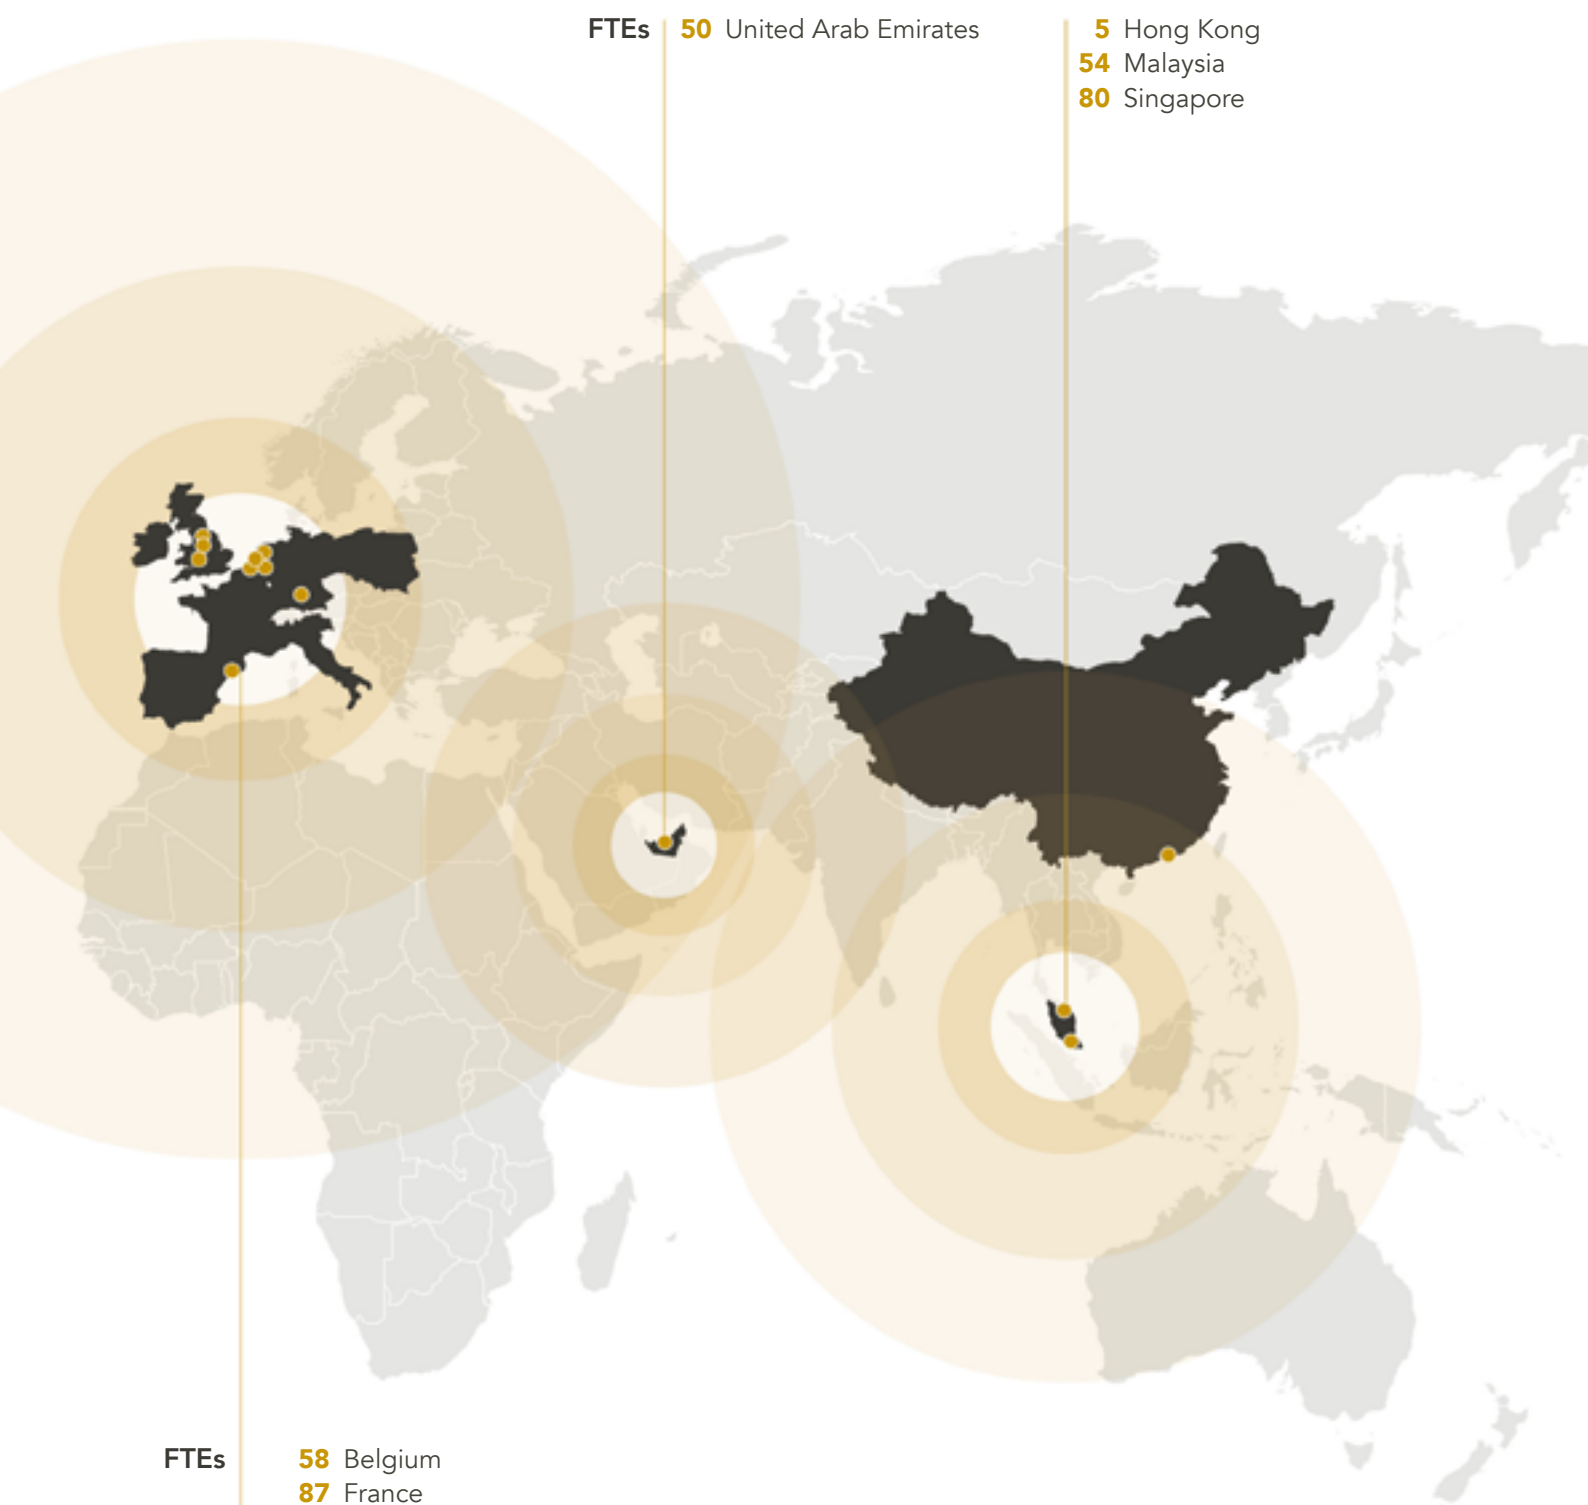 FTEs 50 United Arab Emirates
5 Hong Kong
54 Malaysia
80 Singapore
FTEs 58 Belgium
87 France